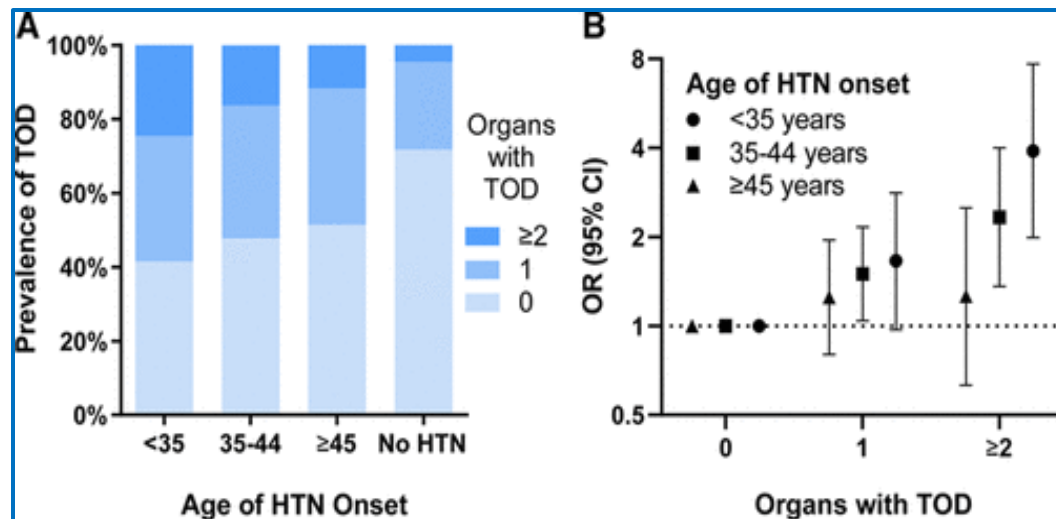 A
Prevalence of TOD
100%
80%
60%
40%
20%
0%
<35 35-44 ≥45 No HTN
Age of HTN Onset
Organs
with
TOD
≥2
1
0
B
OR (95% CI)
8
4
2
1
0.5
Age of HTN onset
<35 years
35-44 years
≥45 years
0 1 ≥2
Organs with TOD